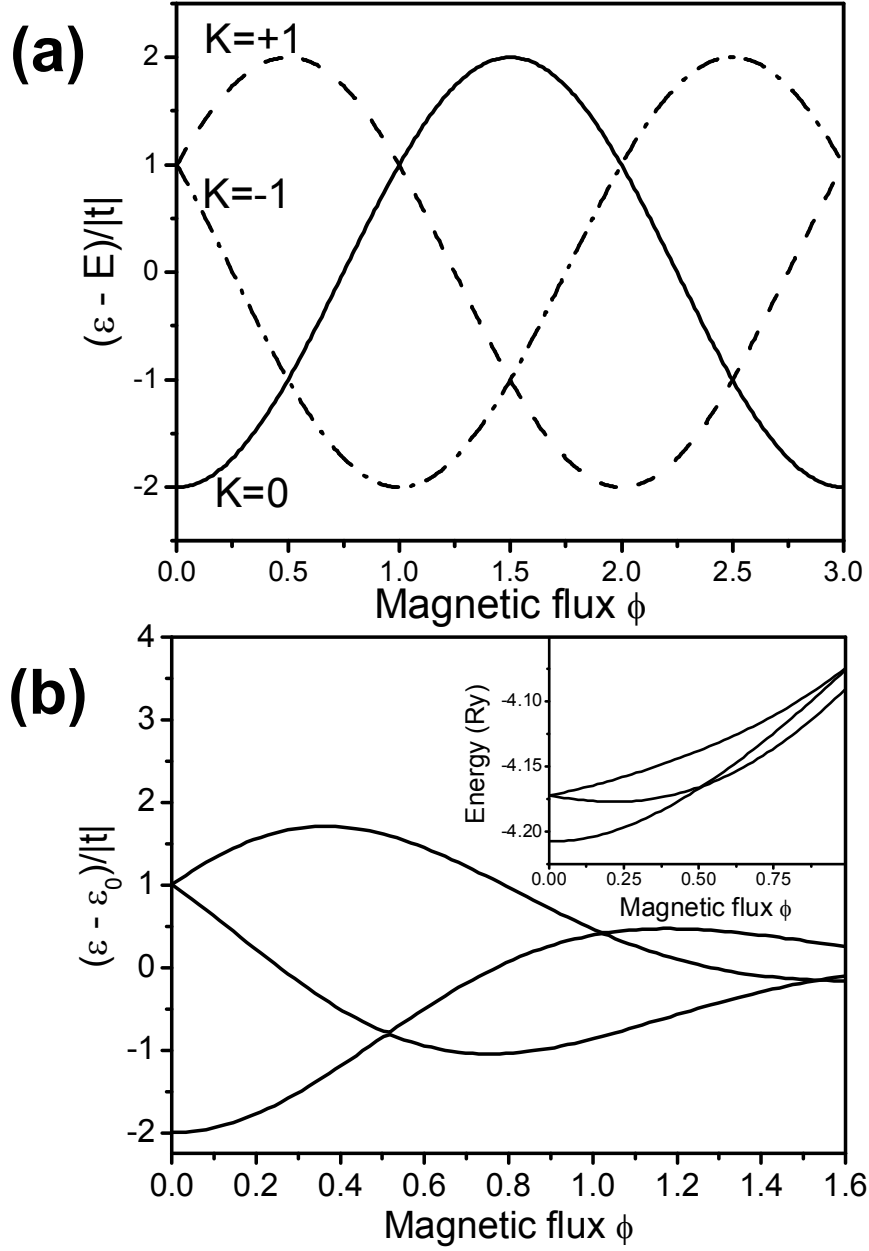 (a)
K=+1
K=-1
K=0
2
1
0
-1
-2
(ε - E)/|t|
0.0 0.5 1.0 1.5 2.0 2.5 3.0
Magnetic flux ϕ
(b)
4
3
2
1
0
-1
-2
(ε - ε₀)/|t|
-4.10
-4.15
-4.20
Energy (Ry)
0.00 0.25 0.50 0.75
Magnetic flux ϕ
0.0 0.2 0.4 0.6 0.8 1.0 1.2 1.4 1.6
Magnetic flux ϕ